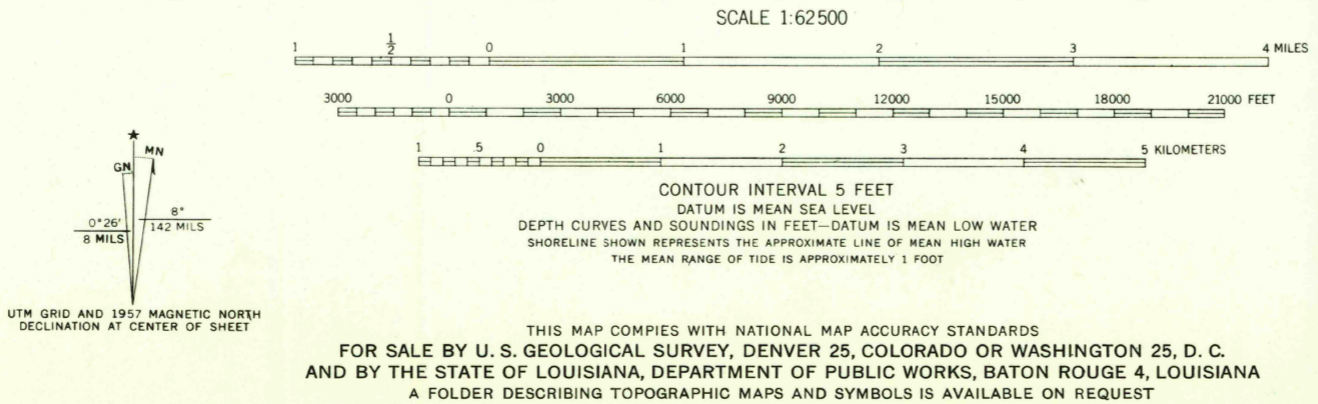 SCALE 1:62500
1 1/2 0 1 2 3 4 MILES
3000 0 3000 6000 9000 12000 15000 18000 21000 FEET
1 .5 0 1 2 3 4 5 KILOMETERS
CONTOUR INTERVAL 5 FEET
DATUM IS MEAN SEA LEVEL
DEPTH CURVES AND SOUNDINGS IN FEET—DATUM IS MEAN LOW WATER
SHORELINE SHOWN REPRESENTS THE APPROXIMATE LINE OF MEAN HIGH WATER
THE MEAN RANGE OF TIDE IS APPROXIMATELY 1 FOOT
GN MN
0°26′ 8°
8 MILS 142 MILS
UTM GRID AND 1957 MAGNETIC NORTH
DECLINATION AT CENTER OF SHEET
THIS MAP COMPIES WITH NATIONAL MAP ACCURACY STANDARDS
FOR SALE BY U. S. GEOLOGICAL SURVEY, DENVER 25, COLORADO OR WASHINGTON 25, D. C.
AND BY THE STATE OF LOUISIANA, DEPARTMENT OF PUBLIC WORKS, BATON ROUGE 4, LOUISIANA
A FOLDER DESCRIBING TOPOGRAPHIC MAPS AND SYMBOLS IS AVAILABLE ON REQUEST